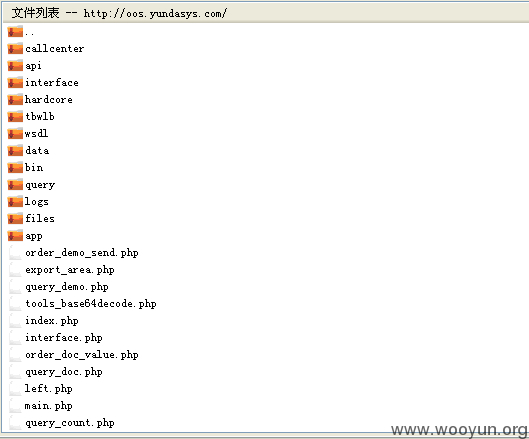 文件列表 -- http://oos.yundasys.com/
..
callcenter
api
interface
hardcore
tbwlb
wsdl
data
bin
query
logs
files
app
order_demo_send.php
export_area.php
query_demo.php
tools_base64decode.php
index.php
interface.php
order_doc_value.php
query_doc.php
left.php
main.php
query_count.php
www.wooyun.org